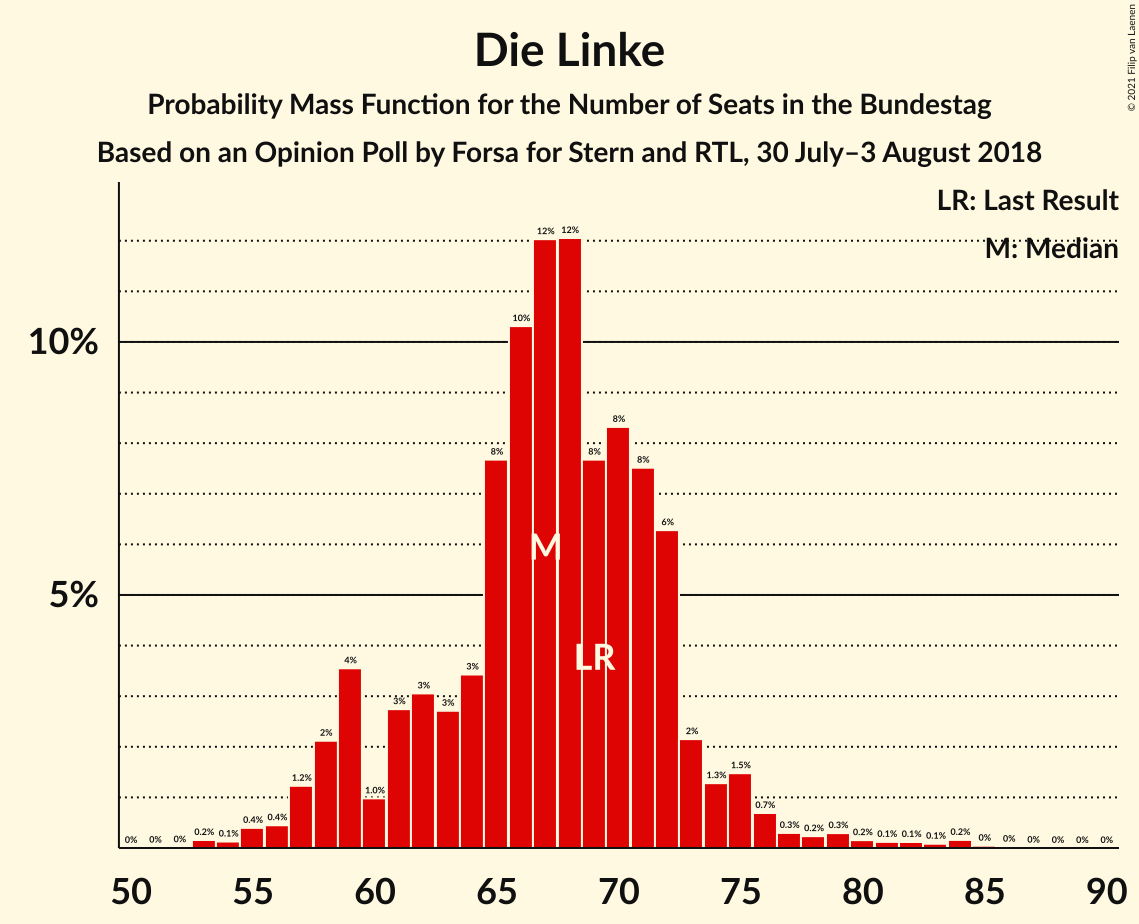 Die Linke
Probability Mass Function for the Number of Seats in the Bundestag
Based on an Opinion Poll by Forsa for Stern and RTL, 30 July–3 August 2018
© 2021 Filip van Laenen
LR: Last Result
M: Median
10%
5%
0% 0% 0% 0.2% 0.1% 0.4% 0.4% 1.2% 2% 4% 1.0% 3% 3% 3% 3% 8% 10% 12% 12% 8% 8% 8% 6% 2% 1.3% 1.5% 0.7% 0.3% 0.2% 0.3% 0.2% 0.1% 0.1% 0.1% 0.2% 0% 0% 0% 0% 0% 0%
M
LR
50 55 60 65 70 75 80 85 90